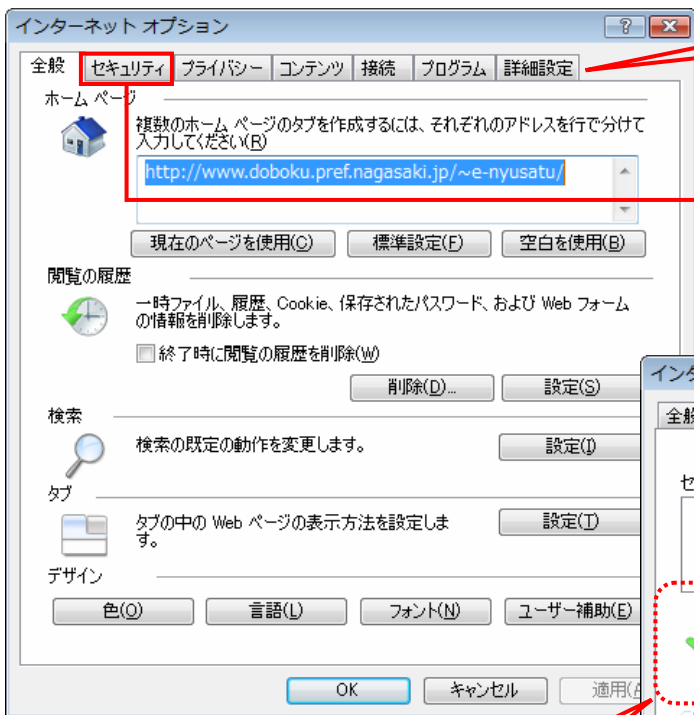 インターネット オプション
全般 セキュリティ プライバシー コンテンツ 接続 プログラム 詳細設定
ホーム ページ
複数のホーム ページのタブを作成するには、それぞれのアドレスを行で分けて
入力してください(R)
http://www.doboku.pref.nagasaki.jp/~e-nyusatu/
現在のページを使用(C) 標準設定(F) 空白を使用(B)
閲覧の履歴
一時ファイル、履歴、Cookie、保存されたパスワード、および Web フォーム
の情報を削除します。
終了時に閲覧の履歴を削除(W)
削除(D)... 設定(S)
検索
検索の既定の動作を変更します。
設定(I)
タブ
タブの中の Web ページの表示方法を設定しま
す。
設定(T)
デザイン
色(O) 言語(L) フォント(N) ユーザー補助(E)
OK キャンセル 適用(A
イン
全般
セ